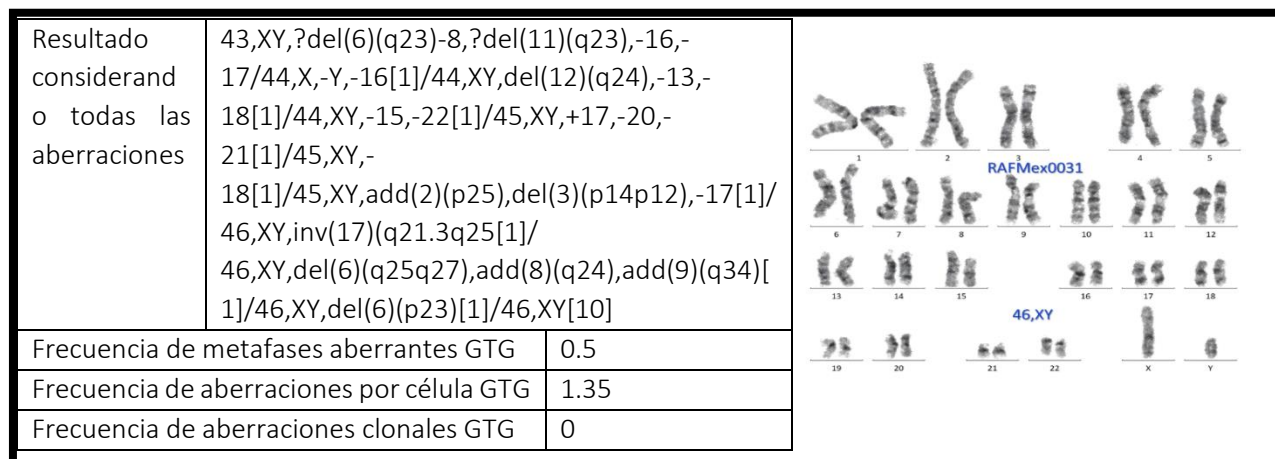 Resultado
considerand
o todas las
aberraciones
43,XY,?del(6)(q23)-8,?del(11)(q23),-16,-
17/44,X,-Y,-16[1]/44,XY,del(12)(q24),-13,-
18[1]/44,XY,-15,-22[1]/45,XY,+17,-20,-
21[1]/45,XY,-
18[1]/45,XY,add(2)(p25),del(3)(p14p12),-17[1]/
46,XY,inv(17)(q21.3q25[1]/
46,XY,del(6)(q25q27),add(8)(q24),add(9)(q34)[
1]/46,XY,del(6)(p23)[1]/46,XY[10]
Frecuencia de metafases aberrantes GTG 0.5
Frecuencia de aberraciones por célula GTG 1.35
Frecuencia de aberraciones clonales GTG 0
1 2 3 4 5
RAFMex0031
6 7 8 9 10 11 12
13 14 15 16 17 18
46,XY
19 20 21 22 X Y